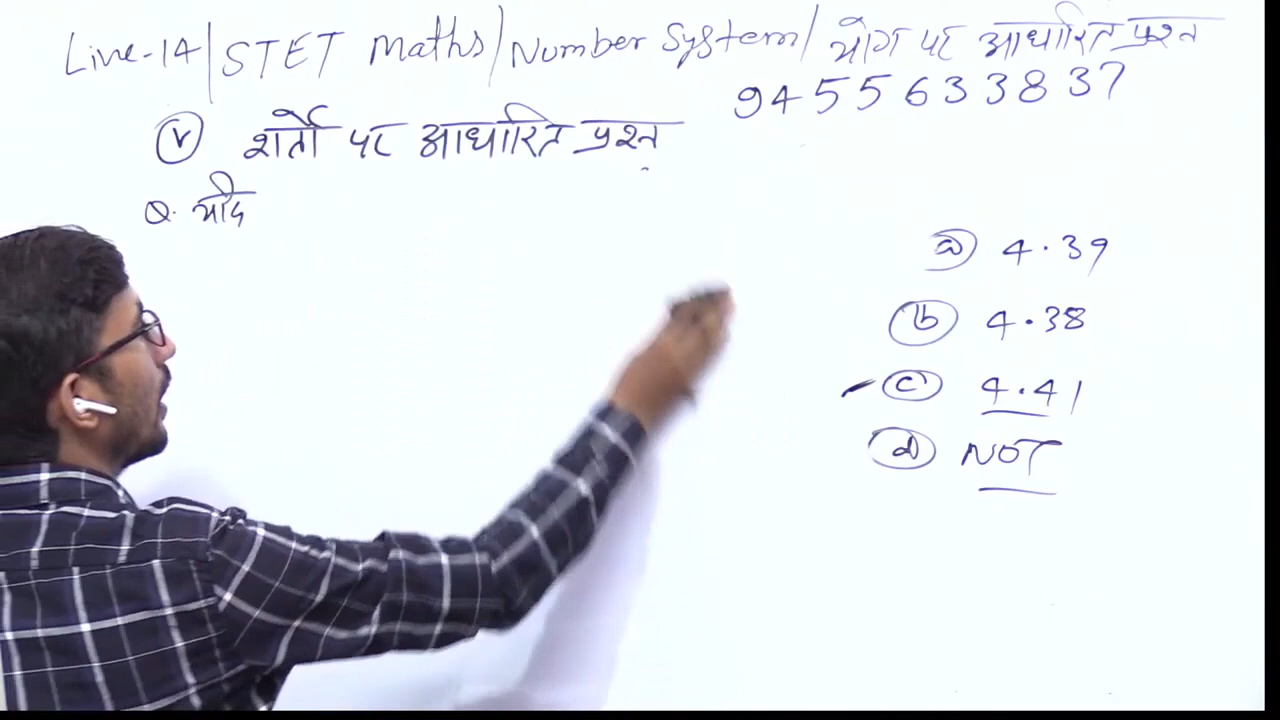 Live-14/STET Maths/Number System/योग पर आधारित प्रश्न
9455633837
(v) शर्तो पर आधारित प्रश्न
Q. यदि
(a) 4.39
(b) 4.38
(c) 4.41
(d) NOT